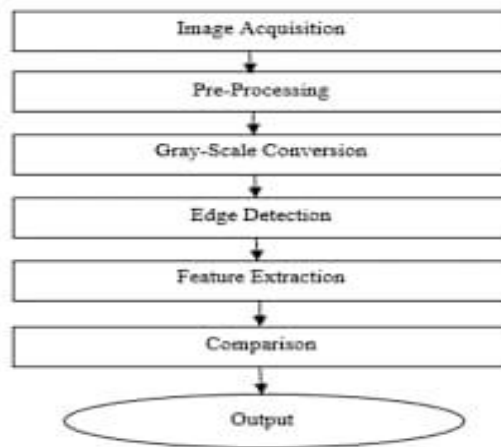 Image Acquisition
Pre-Processing
Gray-Scale Conversion
Edge Detection
Feature Extraction
Comparison
Output